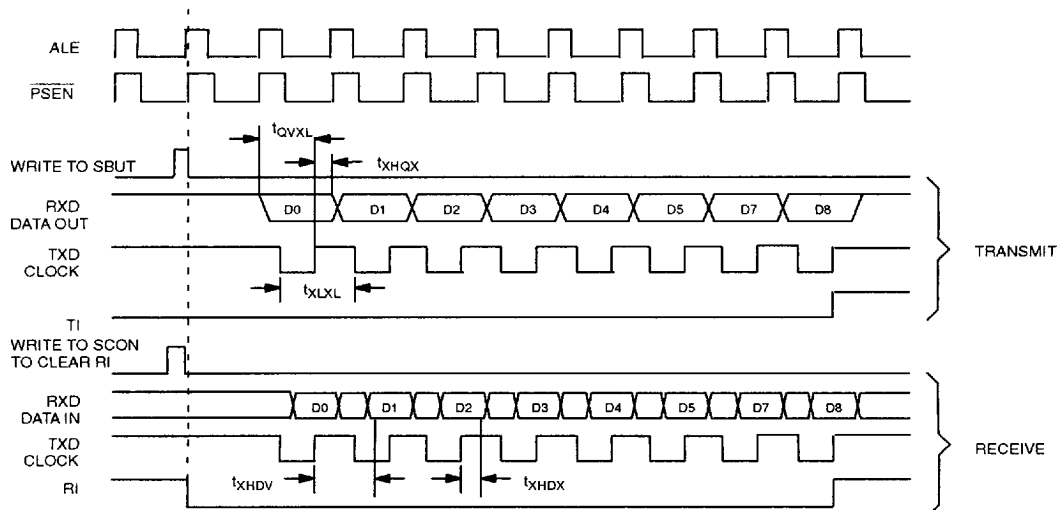 ALE
PSEN
tQVXL
WRITE TO SBUT
tXHQX
RXD
DATA OUT
D0 D1 D2 D3 D4 D5 D7 D8
TXD
CLOCK
TRANSMIT
tXLXL
TI
WRITE TO SCON
TO CLEAR RI
RXD
DATA IN
D0 D1 D2 D3 D4 D5 D7 D8
TXD
CLOCK
RECEIVE
tXHDV
tXHDX
RI